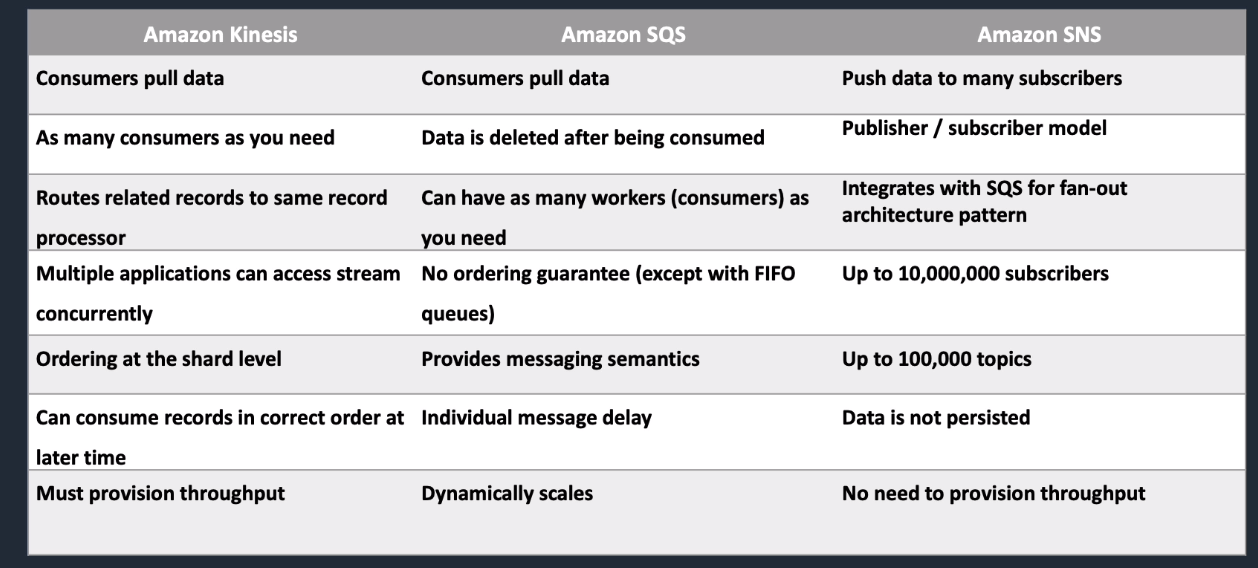 Amazon Kinesis Amazon SQS Amazon SNS
Consumers pull data Consumers pull data Push data to many subscribers
As many consumers as you need Data is deleted after being consumed Publisher / subscriber model
Routes related records to same record
processor
Can have as many workers (consumers) as
you need
Integrates with SQS for fan-out
architecture pattern
Multiple applications can access stream
concurrently
No ordering guarantee (except with FIFO
queues)
Up to 10,000,000 subscribers
Ordering at the shard level Provides messaging semantics Up to 100,000 topics
Can consume records in correct order at
later time
Individual message delay
Data is not persisted
Must provision throughput Dynamically scales No need to provision throughput